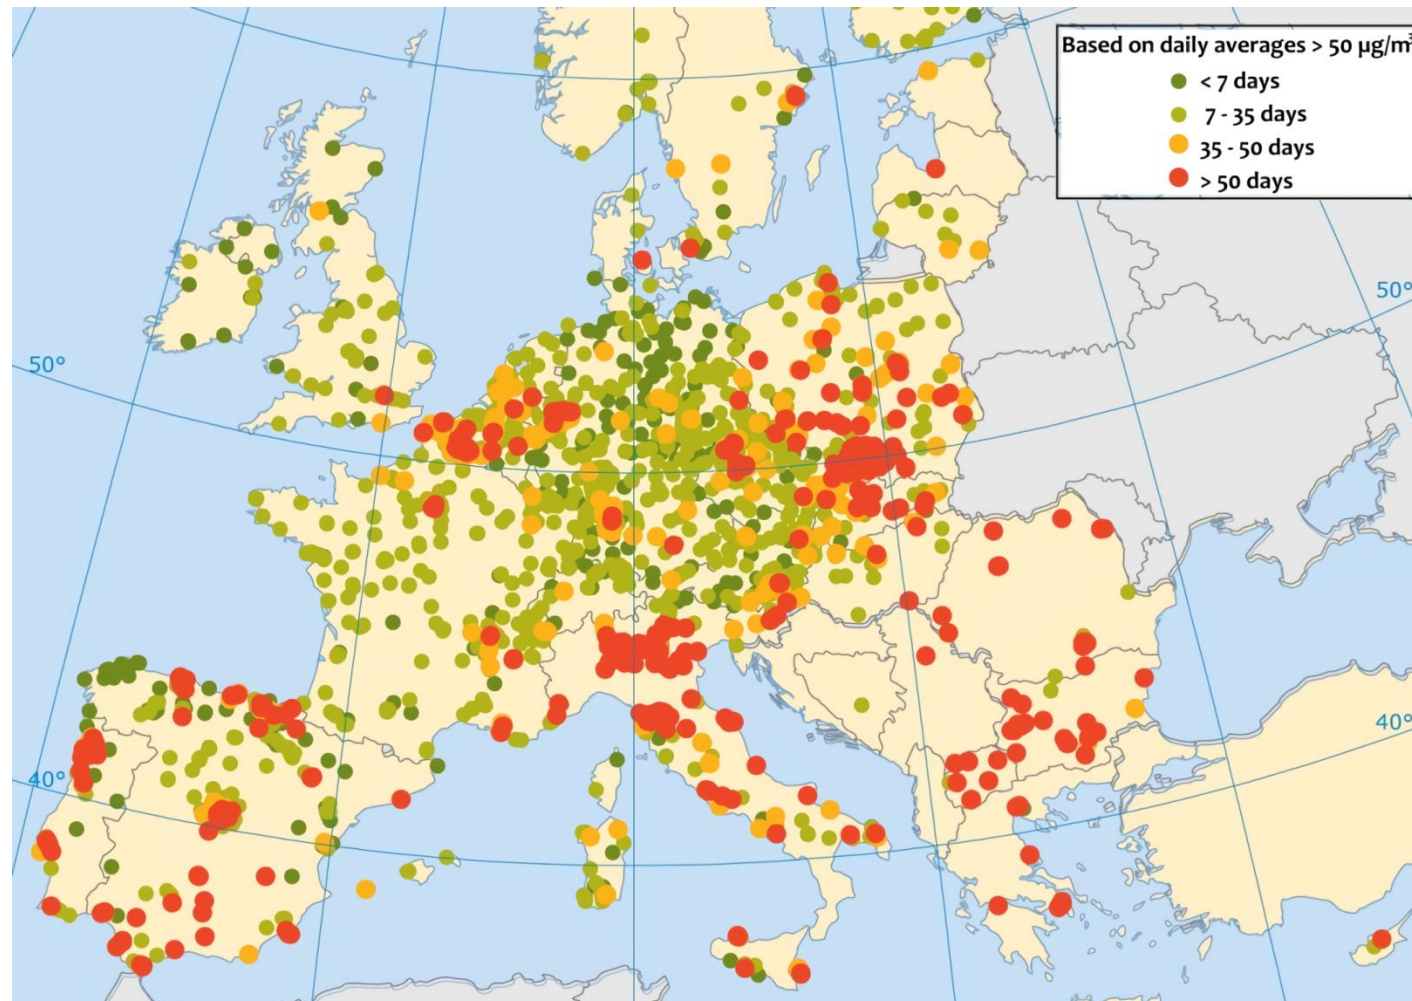 Based on daily averages > 50 µg/m³
< 7 days
7 - 35 days
35 - 50 days
> 50 days
50°
50°
40°
40°